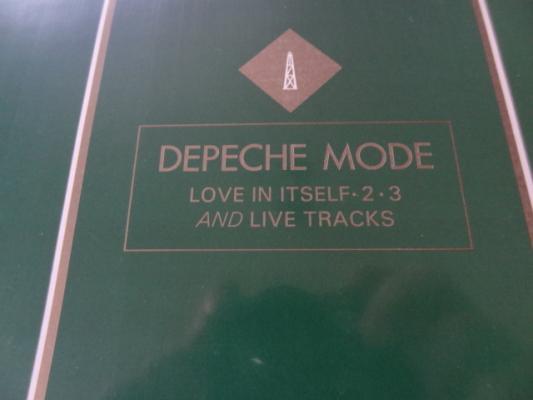 DEPECHE MODE
LOVE IN ITSELF·2·3
AND LIVE TRACKS